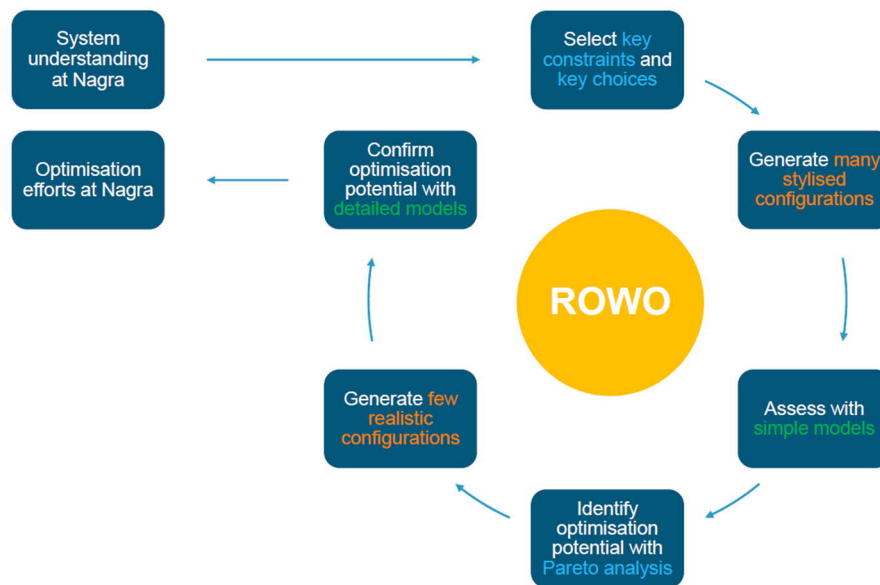 System
understanding
at Nagra
Select key
constraints and
key choices
Generate many
stylised
configurations
Assess with
simple models
Identify
optimisation
potential with
Pareto analysis
Generate few
realistic
configurations
Confirm
optimisation
potential with
detailed models
Optimisation
efforts at Nagra
ROWO